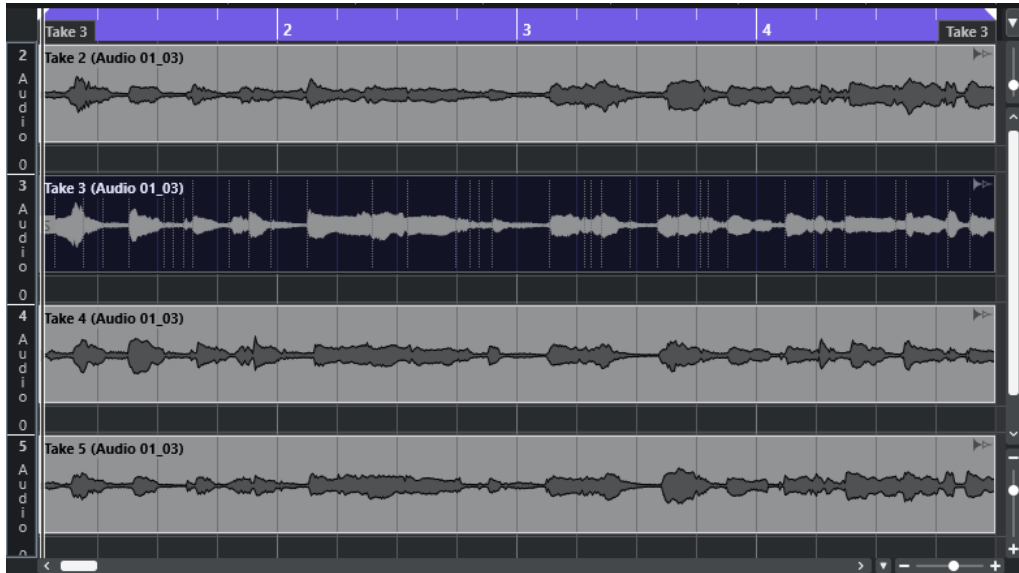 Take 3 2 3 4 Take 3
2 Take 2 (Audio 01_03)
Audio
0
3 Take 3 (Audio 01_03)
Audio
0
4 Take 4 (Audio 01_03)
Audio
0
5 Take 5 (Audio 01_03)
Audio